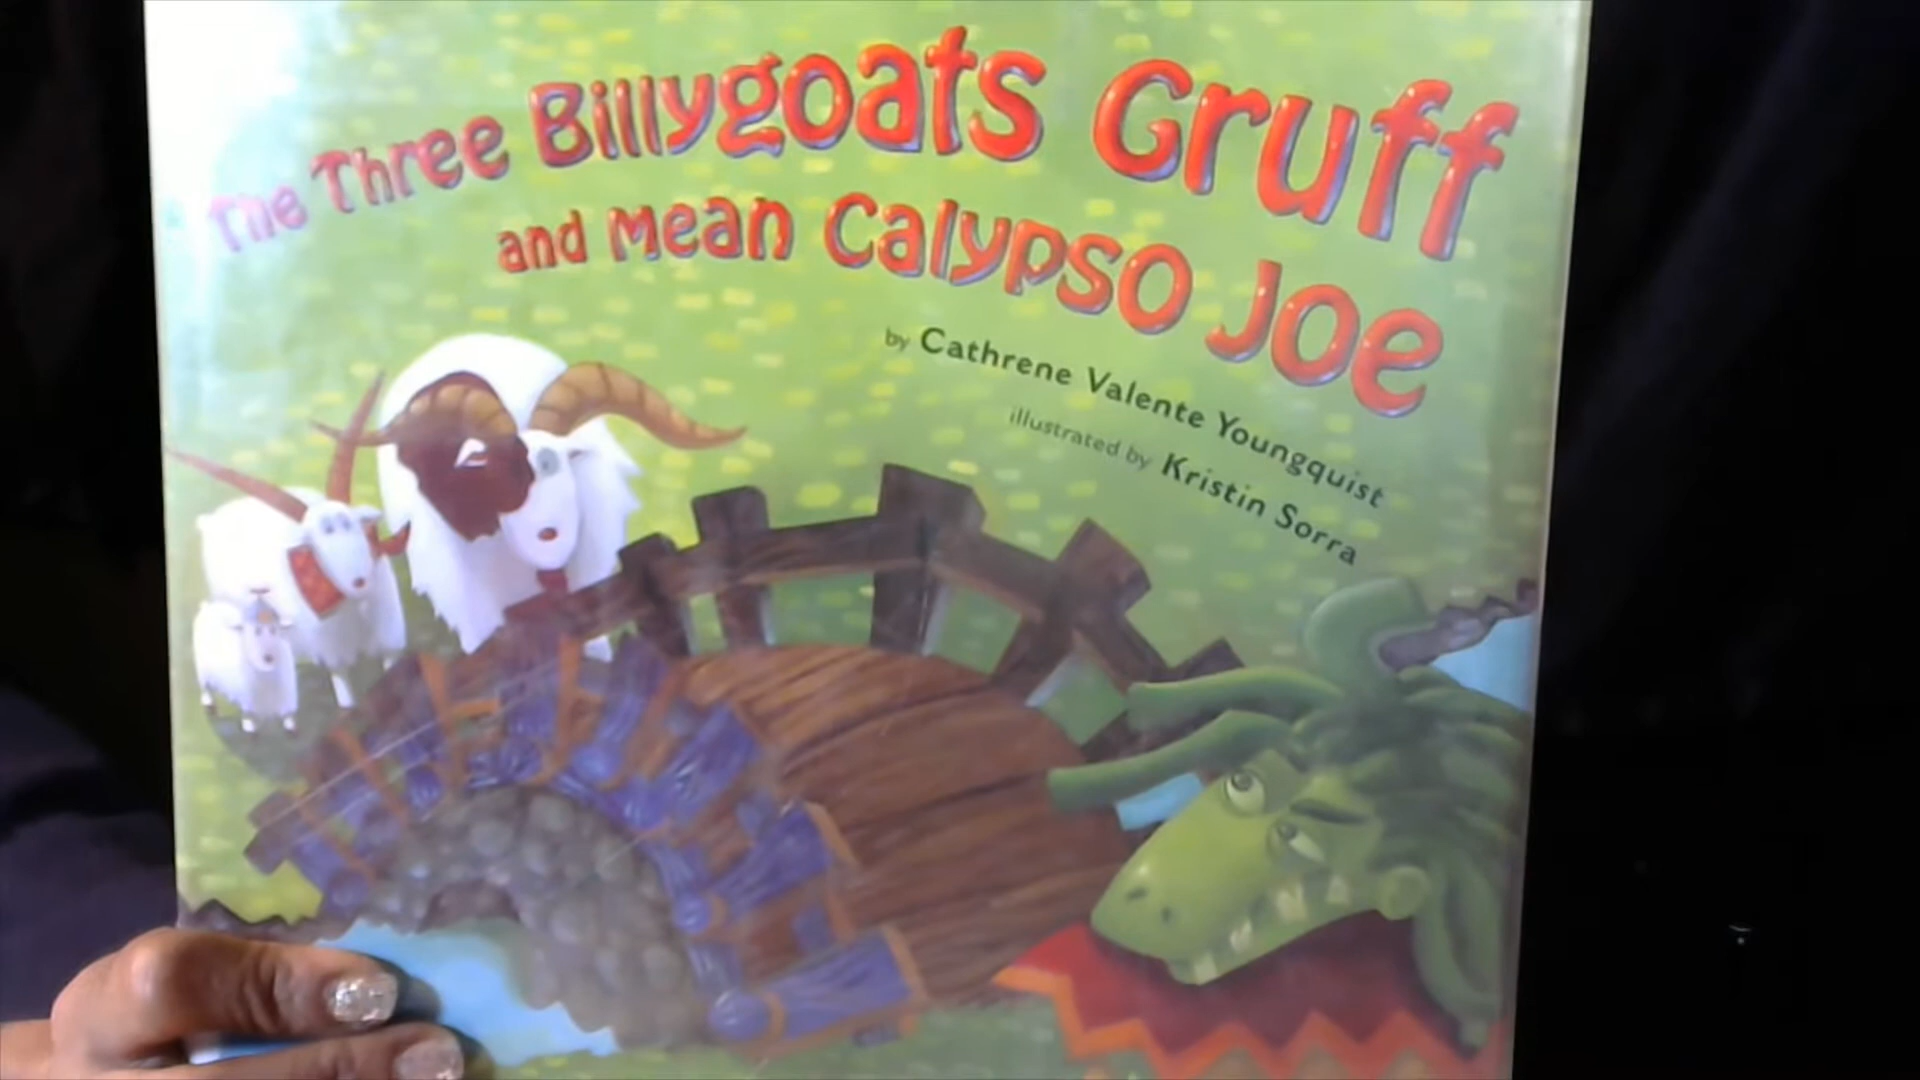 The Three Billygoats Gruff
and Mean Calypso Joe
by Cathrene Valente Youngquist
illustrated by Kristin Sorra